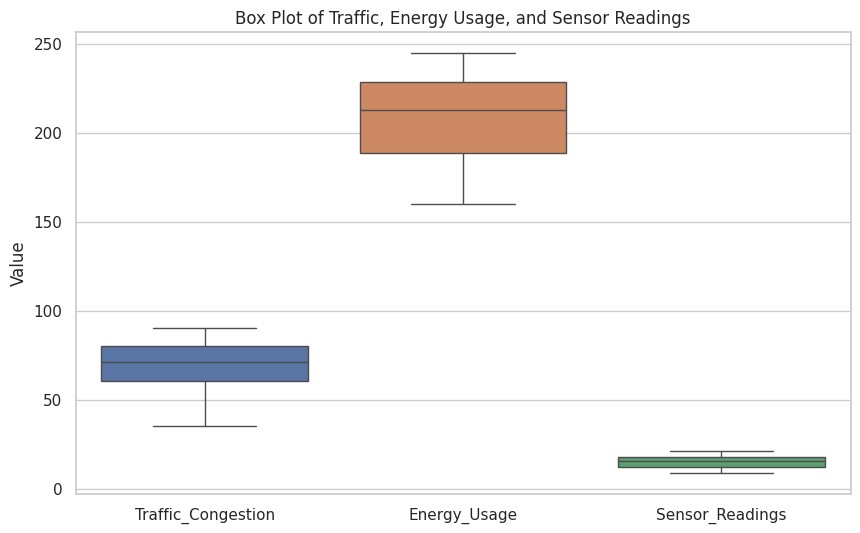 Box Plot of Traffic, Energy Usage, and Sensor Readings
Value
250
200
150
100
50
0
Traffic_Congestion
Energy_Usage
Sensor_Readings